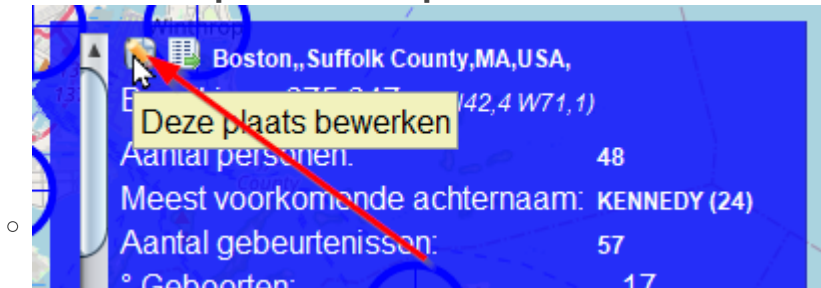 Winthrop
Boston,,Suffolk County,MA,USA,
N42,4 W71,1)
Deze plaats bewerken
Aantal personen: 48
Meest voorkomende achternaam: KENNEDY (24)
Aantal gebeurtenissen: 57
° Geboorten: 17